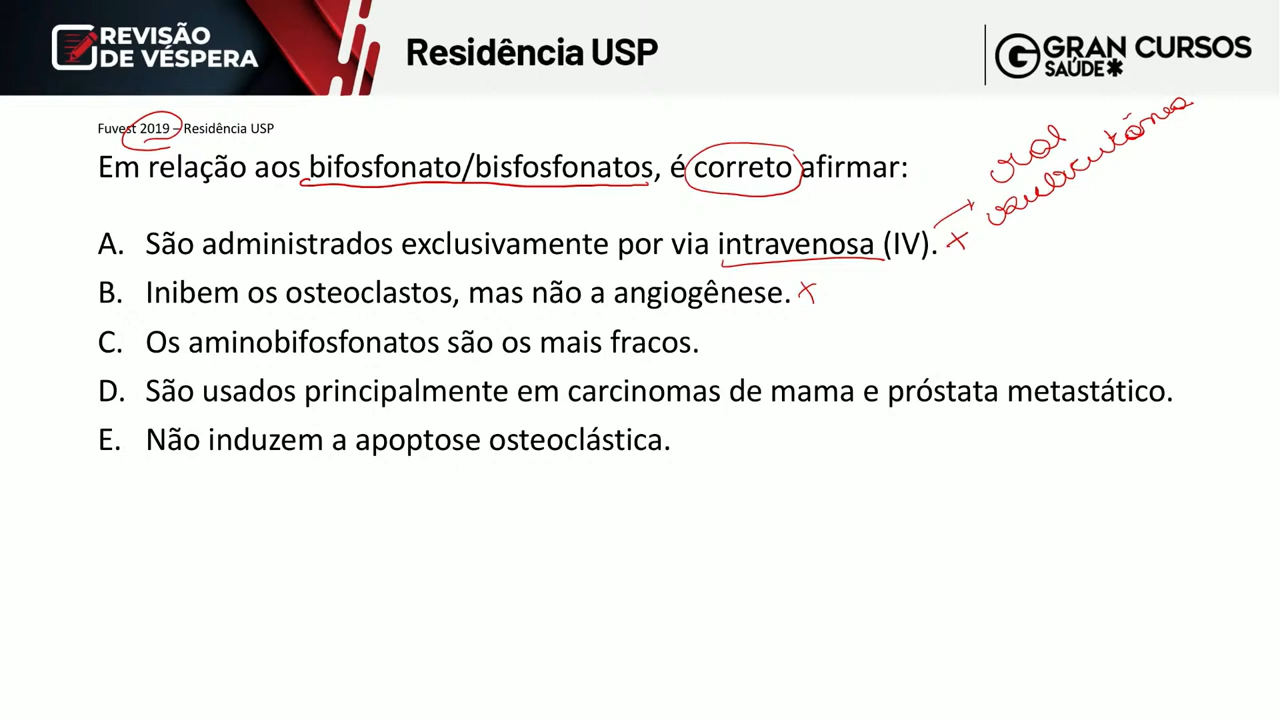 REVISÃO
DE VÉSPERA
Residência USP
GRAN CURSOS
SAÚDE
Fuvest 2019 – Residência USP
Em relação aos bifosfonato/bisfosfonatos, é correto afirmar:
oral
subcutânea
A. São administrados exclusivamente por via intravenosa (IV). x
B. Inibem os osteoclastos, mas não a angiogênese. x
C. Os aminobifosfonatos são os mais fracos.
D. São usados principalmente em carcinomas de mama e próstata metastático.
E. Não induzem a apoptose osteoclástica.